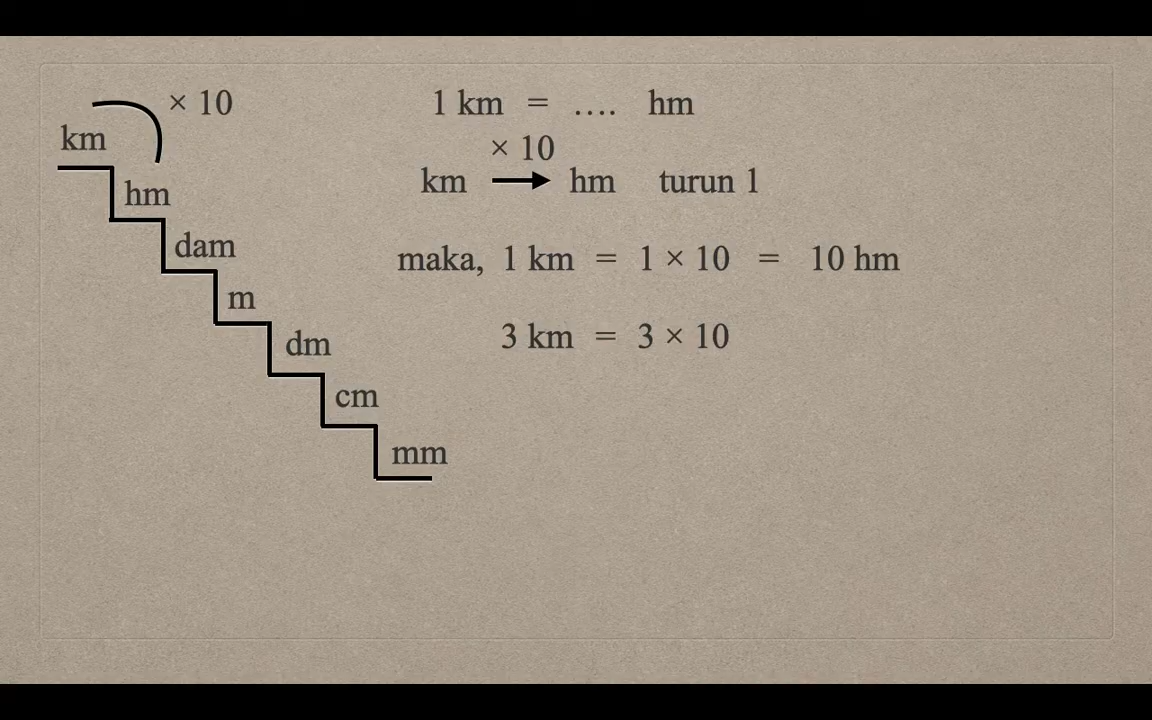 × 10
km
hm
dam
m
dm
cm
mm
1 km = .... hm
× 10
km → hm turun 1
maka, 1 km = 1 × 10 = 10 hm
3 km = 3 × 10